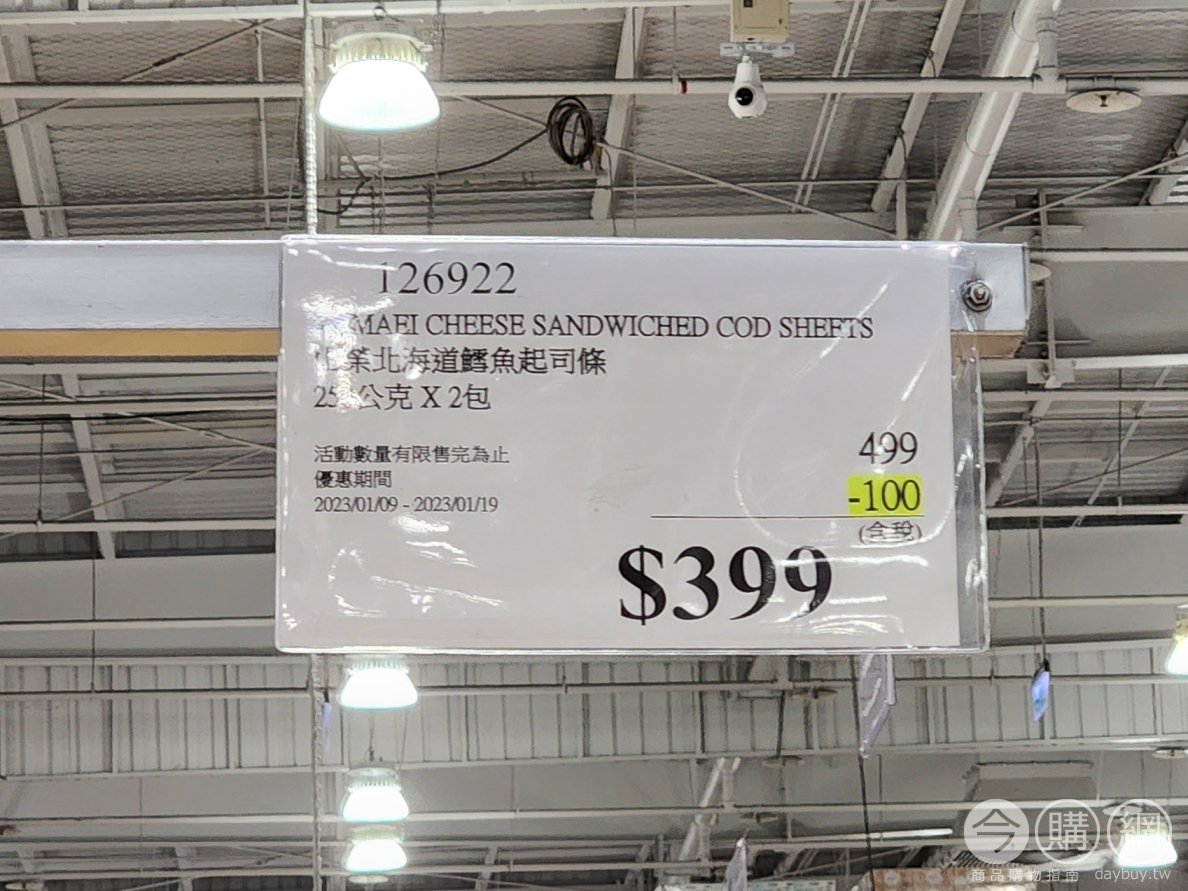 126922
CHEESE SANDWICHED COD SHEETS
北海道鱈魚起司條
公克 X 2包
活動數量有限售完為止
優惠期間
2023/01/09 - 2023/01/19
499
-100
(含稅)
$399
今購網
商品購物指南 daybuy.tw